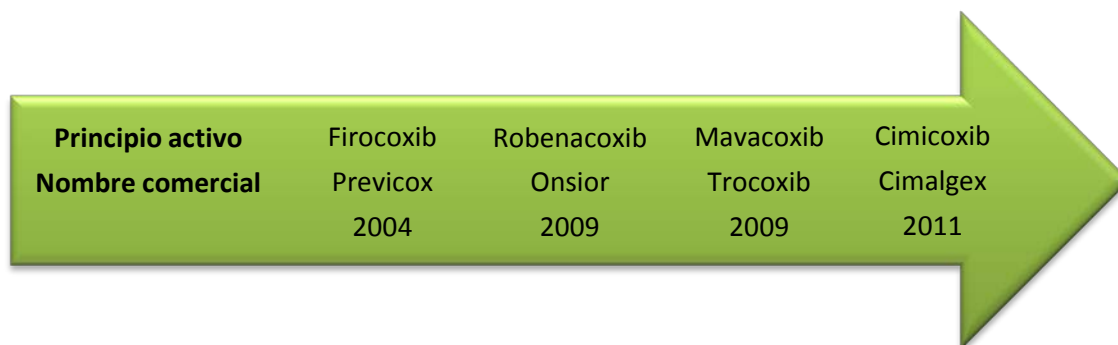 Principio activo Firocoxib Robenacoxib Mavacoxib Cimicoxib
Nombre comercial Previcox Onsior Trocoxib Cimalgex
2004 2009 2009 2011